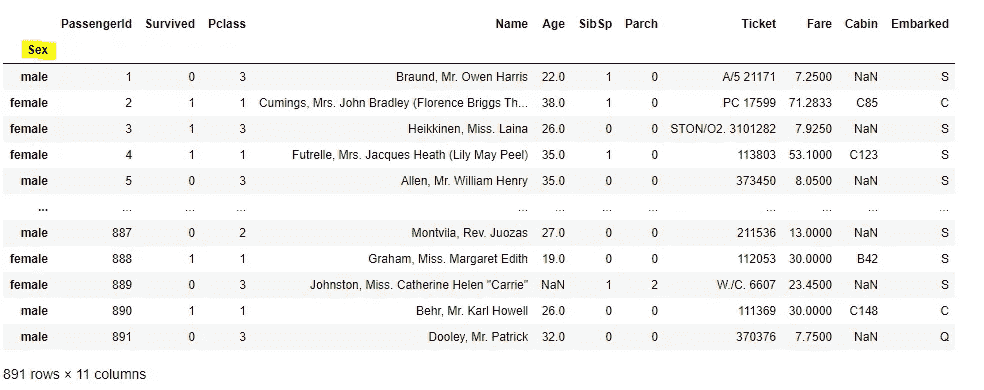 PassengerId Survived Pclass Name Age SibSp Parch Ticket Fare Cabin Embarked
Sex
male 1 0 3 Braund, Mr. Owen Harris 22.0 1 0 A/5 21171 7.2500 NaN S
female 2 1 1 Cumings, Mrs. John Bradley (Florence Briggs Th... 38.0 1 0 PC 17599 71.2833 C85 C
female 3 1 3 Heikkinen, Miss. Laina 26.0 0 0 STON/O2. 3101282 7.9250 NaN S
female 4 1 1 Futrelle, Mrs. Jacques Heath (Lily May Peel) 35.0 1 0 113803 53.1000 C123 S
male 5 0 3 Allen, Mr. William Henry 35.0 0 0 373450 8.0500 NaN S
... ... ... ... ... ... ... ... ... ... ... ...
male 887 0 2 Montvila, Rev. Juozas 27.0 0 0 211536 13.0000 NaN S
female 888 1 1 Graham, Miss. Margaret Edith 19.0 0 0 112053 30.0000 B42 S
female 889 0 3 Johnston, Miss. Catherine Helen "Carrie" NaN 1 2 W./C. 6607 23.4500 NaN S
male 890 1 1 Behr, Mr. Karl Howell 26.0 0 0 111369 30.0000 C148 C
male 891 0 3 Dooley, Mr. Patrick 32.0 0 0 370376 7.7500 NaN Q
891 rows × 11 columns